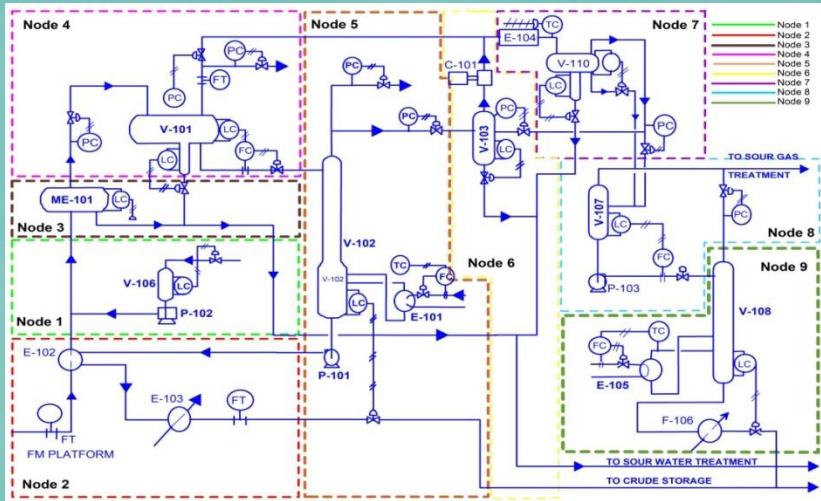 Node 4
PC
FT
PC
V-101
LC
FC
PC
ME-101
LC
Node 3
V-106
LC
P-102
Node 1
E-102
E-103
FT
FT
FM PLATFORM
Node 2
Node 5
PC
PC
V-102
V-102
TC
FC
LC
E-101
P-101
Node 6
C-101
PC
V-103
LC
TC
E-104
Node 7
V-110
LC
PC
Node 1
Node 2
Node 3
Node 4
Node 5
Node 6
Node 7
Node 8
Node 9
TO SOUR GAS
TREATMENT
V-107
LC
PC
FC
P-103
Node 8
Node 9
V-108
TC
FC
LC
E-105
F-106
TO SOUR WATER TREATMENT
TO CRUDE STORAGE